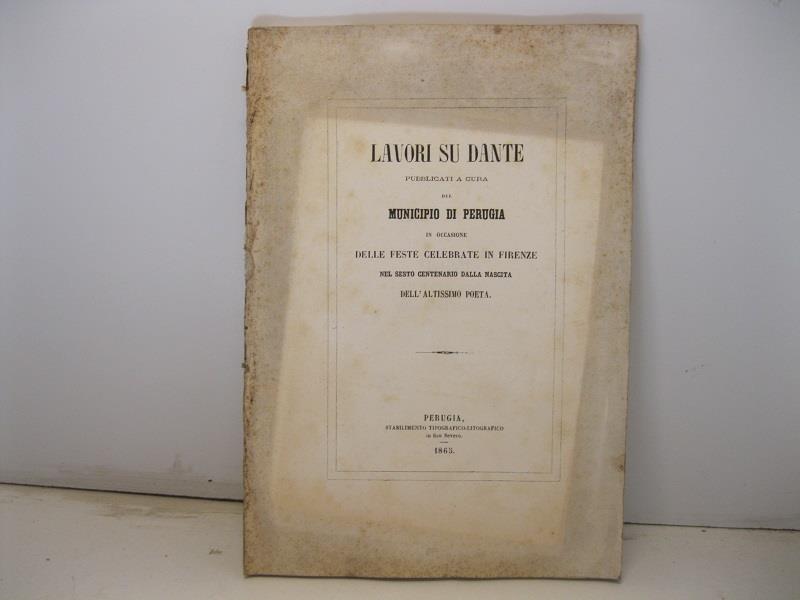 LAVORI SU DANTE
PUBBLICATI A CURA
DEL
MUNICIPIO DI PERUGIA
IN OCCASIONE
DELLE FESTE CELEBRATE IN FIRENZE
NEL SESTO CENTENARIO DALLA NASCITA
DELL'ALTISSIMO POETA.
PERUGIA,
STABILIMENTO TIPOGRAFICO-LITOGRAFICO
in San Severo.
1865.